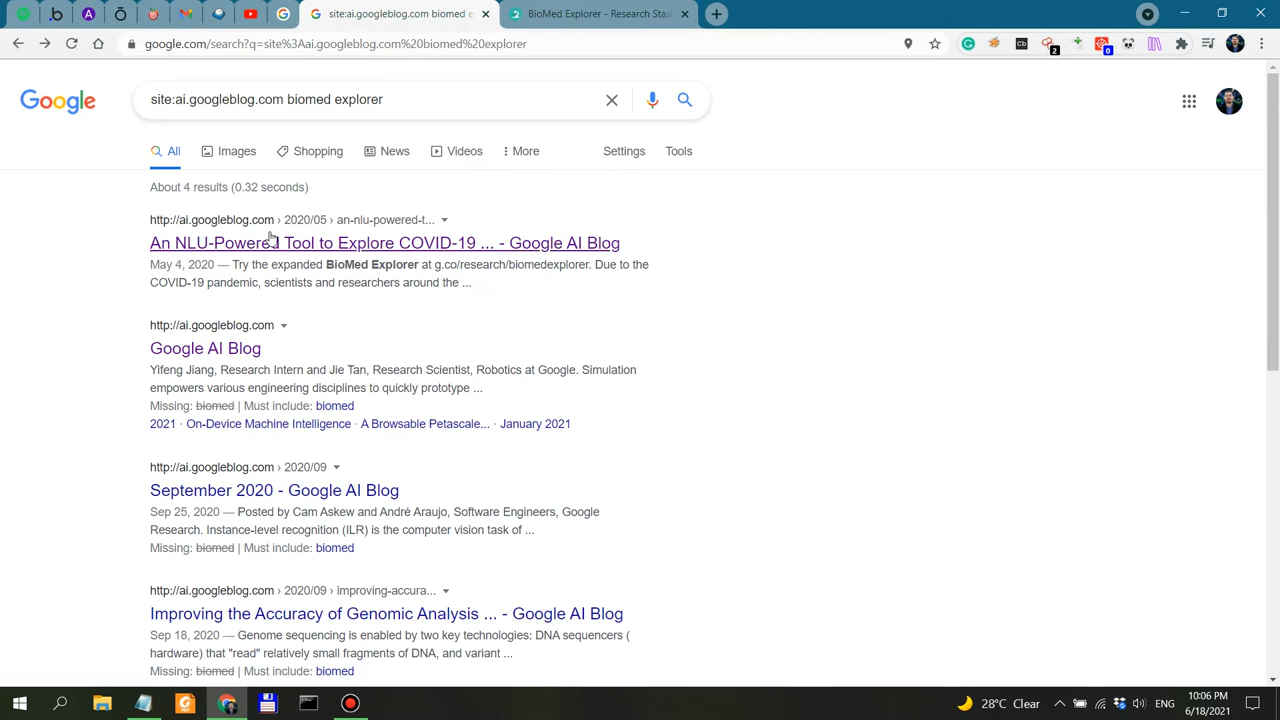 site:ai.googleblog.com biomed e
BioMed Explorer - Research Stas
google.com/search?q=site%3Aai.googleblog.com%20biomed%20explorer
Cb
2
0
Google
site:ai.googleblog.com biomed explorer
All
Images
Shopping
News
Videos
More
Settings
Tools
About 4 results (0.32 seconds)
http://ai.googleblog.com › 2020/05 › an-nlu-powered-t...
An NLU-Powered Tool to Explore COVID-19 ... - Google AI Blog
May 4, 2020 — Try the expanded BioMed Explorer at g.co/research/biomedexplorer. Due to the
COVID-19 pandemic, scientists and researchers around the ...
http://ai.googleblog.com
Google AI Blog
Yifeng Jiang, Research Intern and Jie Tan, Research Scientist, Robotics at Google. Simulation
empowers various engineering disciplines to quickly prototype ...
Missing: biomed | Must include: biomed
2021 · On-Device Machine Intelligence · A Browsable Petascale... · January 2021
http://ai.googleblog.com › 2020/09
September 2020 - Google AI Blog
Sep 25, 2020 — Posted by Cam Askew and André Araujo, Software Engineers, Google
Research. Instance-level recognition (ILR) is the computer vision task of ...
Missing: biomed | Must include: biomed
http://ai.googleblog.com › 2020/09 › improving-accura...
Improving the Accuracy of Genomic Analysis ... - Google AI Blog
Sep 18, 2020 — Genome sequencing is enabled by two key technologies: DNA sequencers (
hardware) that "read" relatively small fragments of DNA, and variant ...
Missing: biomed | Must include: biomed
28°C Clear
ENG
10:06 PM
6/18/2021